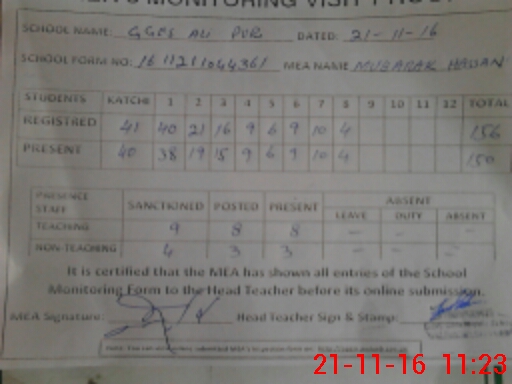 MONITORING VISIT PROOF
SCHOOL NAME: GGES ALI PUR DATED: 21-11-16
SCHOOL FORM NO: 1611211044361 MEA NAME MUBARAK HASSAN
STUDENTS KATCHI 1 2 3 4 5 6 7 8 9 10 11 12 TOTAL
REGISTRED 41 40 21 16 9 6 9 10 4 156
PRESENT 40 38 19 15 9 6 9 10 4 150
PRESENCE STAFF SANCTIONED POSTED PRESENT ABSENT
LEAVE DUTY ABSENT
TEACHING 9 8 8 - - -
NON-TEACHING 4 3 3 - - -
It is certified that the MEA has shown all entries of the School
Monitoring Form to the Head Teacher before its online submission.
MEA Signature: Head Teacher Sign & Stamp:
21-11-16 11:23